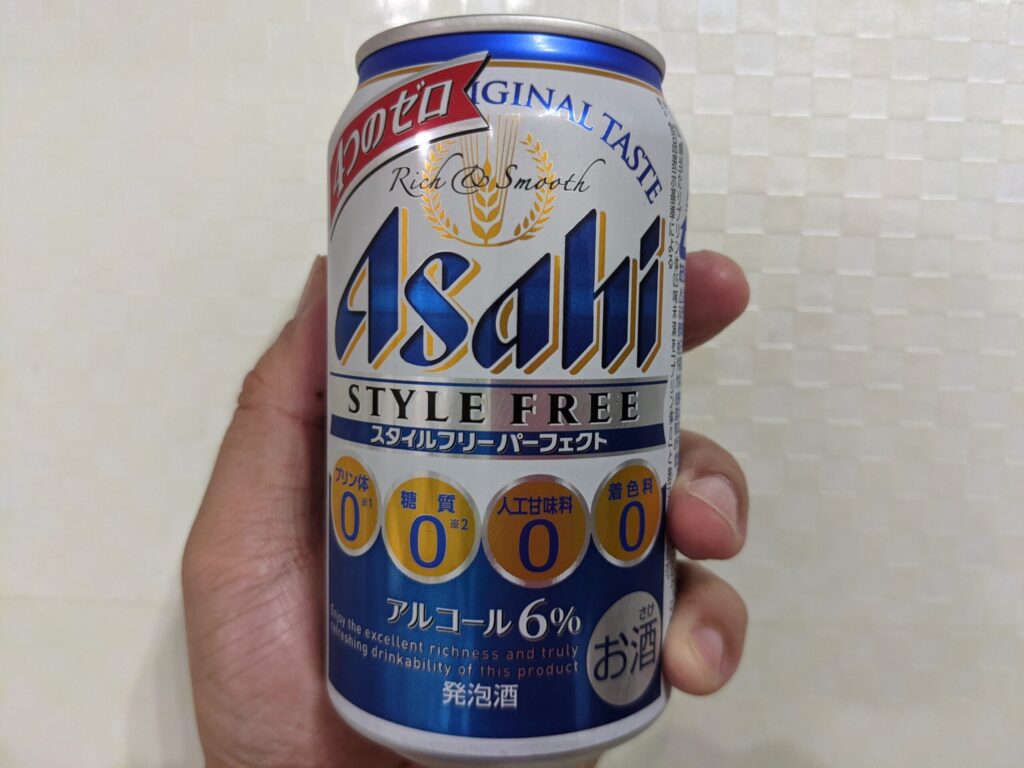 4つのゼロ
ORIGINAL TASTE
Rich & Smooth
Asahi
STYLE FREE
スタイルフリーパーフェクト
プリン体 0 ※1
糖質 0 ※2
人工甘味料 0
着色料 0
アルコール6%
Enjoy the excellent richness and truly
refreshing drinkability of this product
さけ
お酒
発泡酒